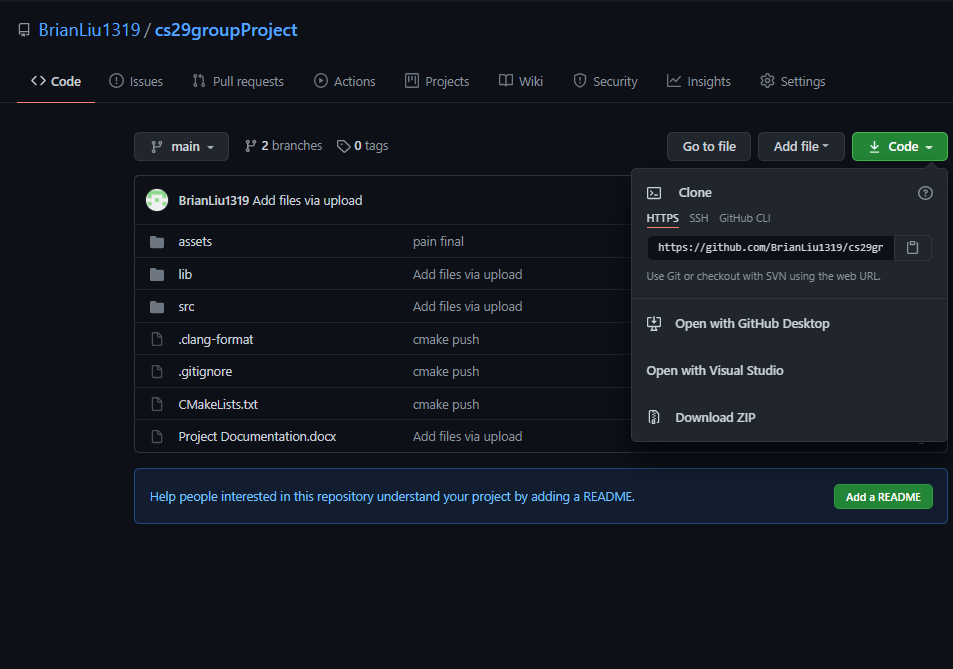 BrianLiu1319 / cs29groupProject
Code Issues Pull requests Actions Projects Wiki Security Insights Settings
main 2 branches 0 tags Go to file Add file Code
BrianLiu1319 Add files via upload
assets pain final
lib Add files via upload
src Add files via upload
.clang-format cmake push
.gitignore cmake push
CMakeLists.txt cmake push
Project Documentation.docx Add files via upload
Clone
HTTPS SSH GitHub CLI
https://github.com/BrianLiu1319/cs29gr
Use Git or checkout with SVN using the web URL.
Open with GitHub Desktop
Open with Visual Studio
Download ZIP
Help people interested in this repository understand your project by adding a README.
Add a README